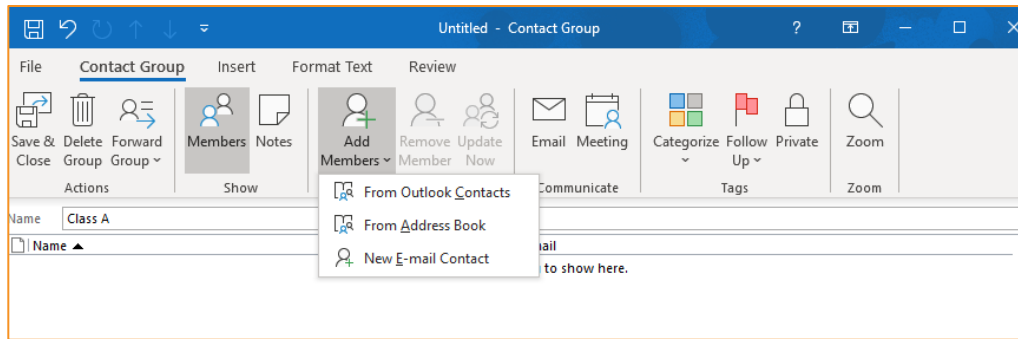 Untitled - Contact Group
?
File Contact Group Insert Format Text Review
Save & Delete Forward Members Notes Add Remove Update Email Meeting Categorize Follow Private Zoom
Close Group Group Members Member Now Up
Actions Show Communicate Tags Zoom
From Outlook Contacts
From Address Book
New E-mail Contact
Name Class A
Name
to show here.